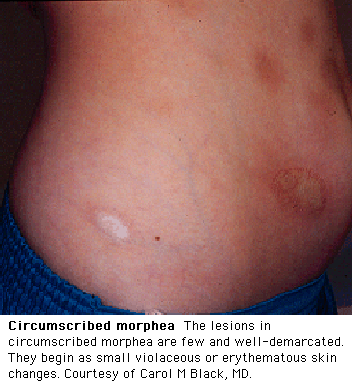 Circumscribed morphea The lesions in
circumscribed morphea are few and well-demarcated.
They begin as small violaceous or erythematous skin
changes. Courtesy of Carol M Black, MD.